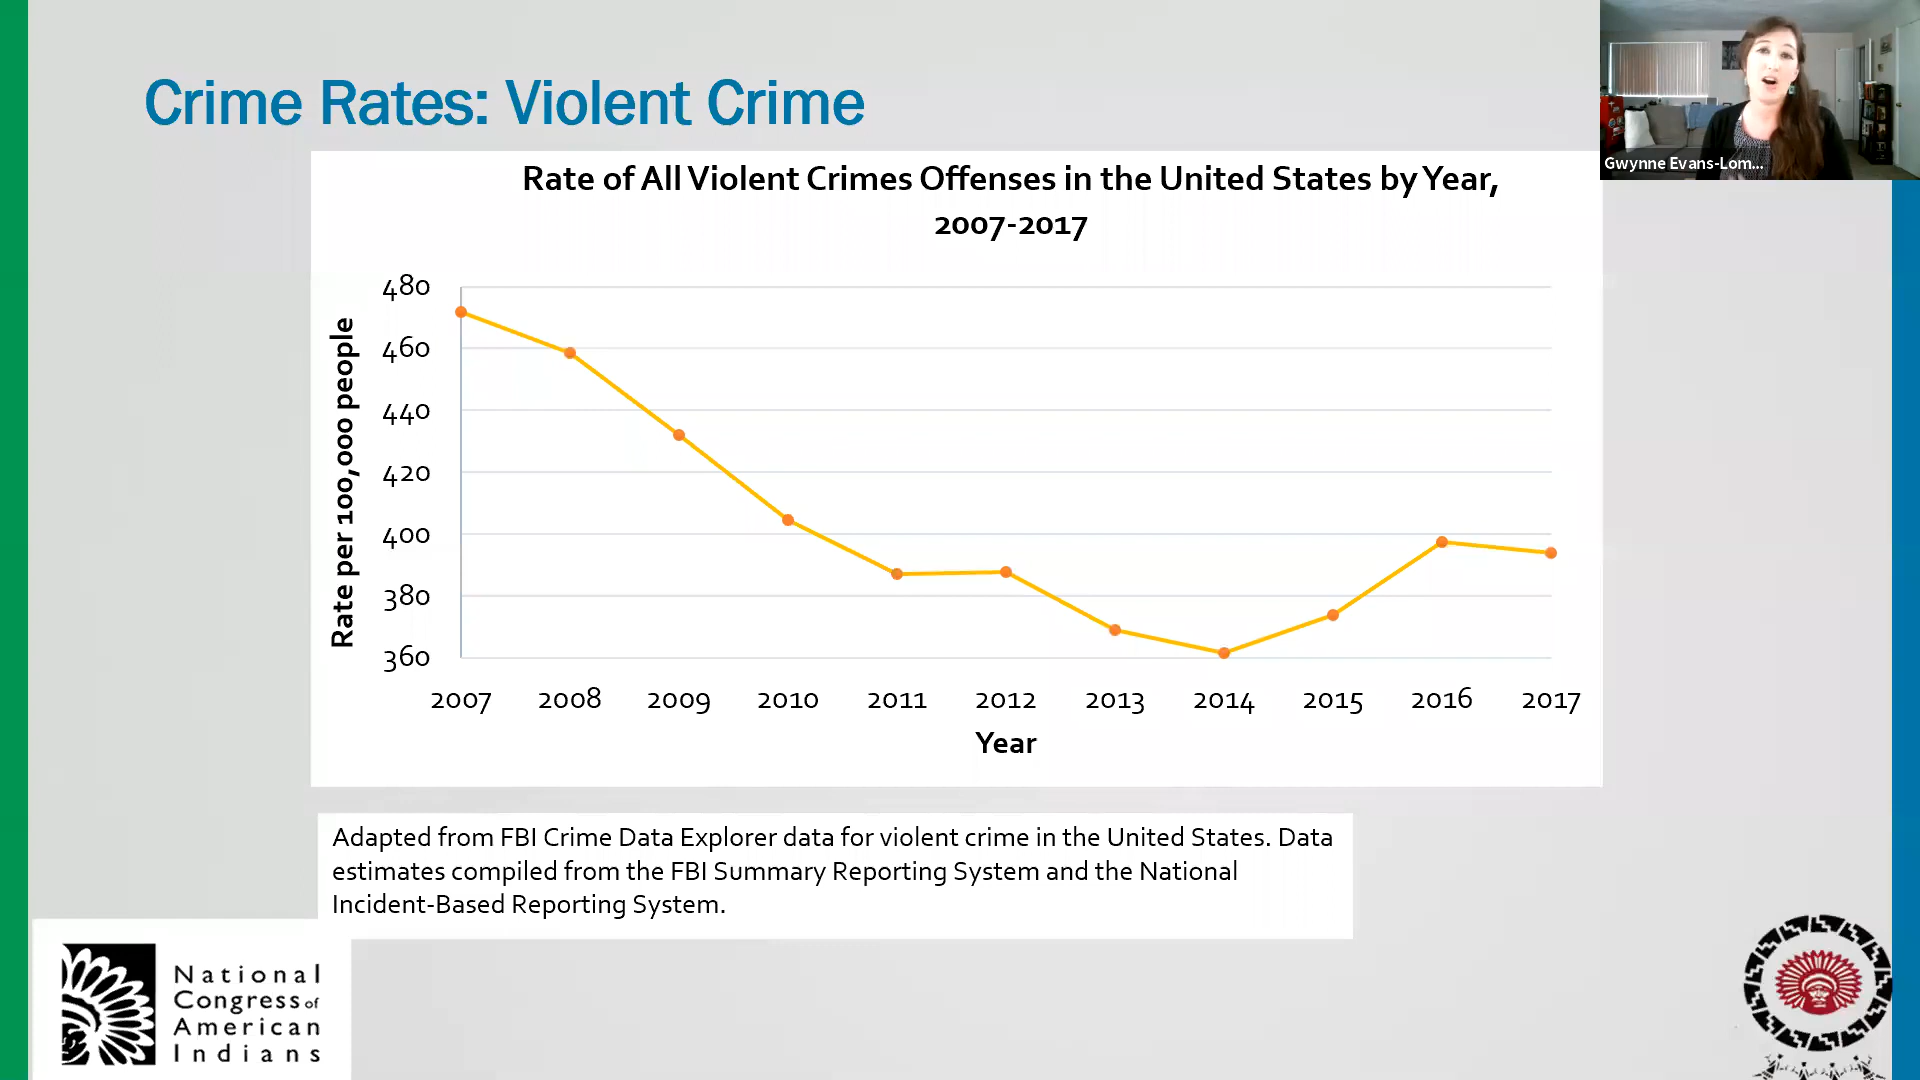 Crime Rates: Violent Crime
Gwynne Evans-Lom...
Rate of All Violent Crimes Offenses in the United States by Year,
2007-2017
Rate per 100,000 people
480
460
440
420
400
380
360
2007 2008 2009 2010 2011 2012 2013 2014 2015 2016 2017
Year
Adapted from FBI Crime Data Explorer data for violent crime in the United States. Data
estimates compiled from the FBI Summary Reporting System and the National
Incident-Based Reporting System.
National
Congress of
American
Indians